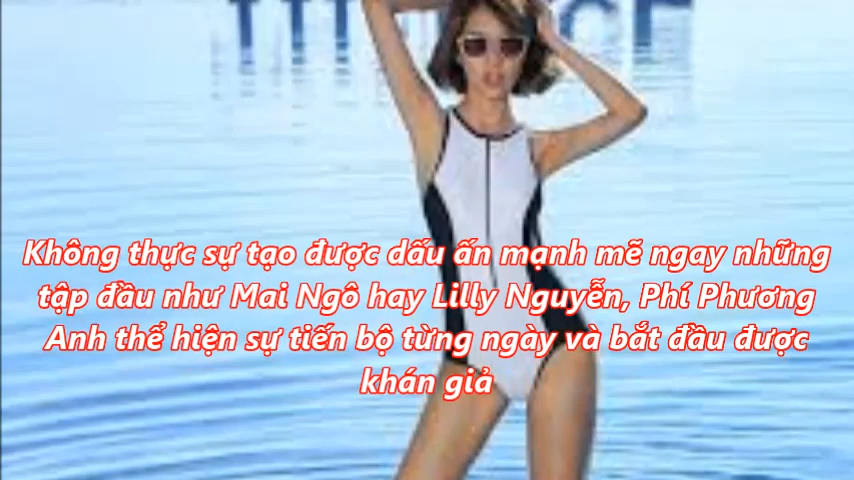 Không thực sự tạo được dấu ấn mạnh mẽ ngay những
tập đầu như Mai Ngô hay Lilly Nguyễn, Phí Phương
Anh thể hiện sự tiến bộ từng ngày và bắt đầu được
khán giả